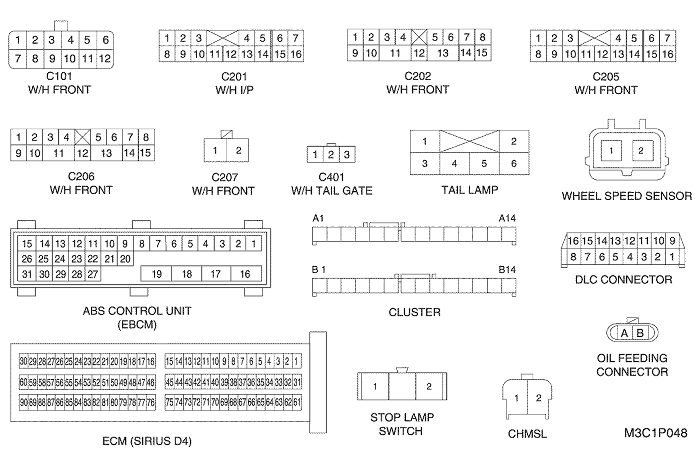 1 2 3 4 5 6
7 8 9 10 11 12
C101
W/H FRONT
1 2 3 4 5 6 7
8 9 10 11 12 13 14 15 16
C201
W/H I/P
1 2 3 4 5 6 7 8
9 10 11 12 13 14 15
C202
W/H FRONT
1 2 3 4 5 6 7
8 9 10 11 12 13 14 15 16
C205
W/H FRONT
1 2 3 4 5 6 7 8
9 10 11 12 13 14 15
C206
W/H FRONT
1 2
C207
W/H FRONT
1 2 3
C401
W/H TAIL GATE
1 2
3 4 5 6
TAIL LAMP
1 2
WHEEL SPEED SENSOR
15 14 13 12 11 10 9 8 7 6 5 4 3 2 1
26 25 24 23 22 21 20
31 30 29 28 27 19 18 17 16
ABS CONTROL UNIT
(EBCM)
A1 A14
B 1 B14
CLUSTER
16 15 14 13 12 11 10 9
8 7 6 5 4 3 2 1
DLC CONNECTOR
A B
OIL FEEDING
CONNECTOR
30 29 28 27 26 25 24 23 22 21 20 19 18 17 16 15 14 13 12 11 10 9 8 7 6 5 4 3 2 1
60 59 58 57 56 55 54 53 52 51 50 49 48 47 46 45 44 43 42 41 40 39 38 37 36 35 34 33 32 31
90 89 88 87 86 85 84 83 82 81 80 79 78 77 76 75 74 73 72 71 70 69 68 67 66 65 64 63 62 61
ECM (SIRIUS D4)
1 2
STOP LAMP
SWITCH
1 2
CHMSL
M3C1P048